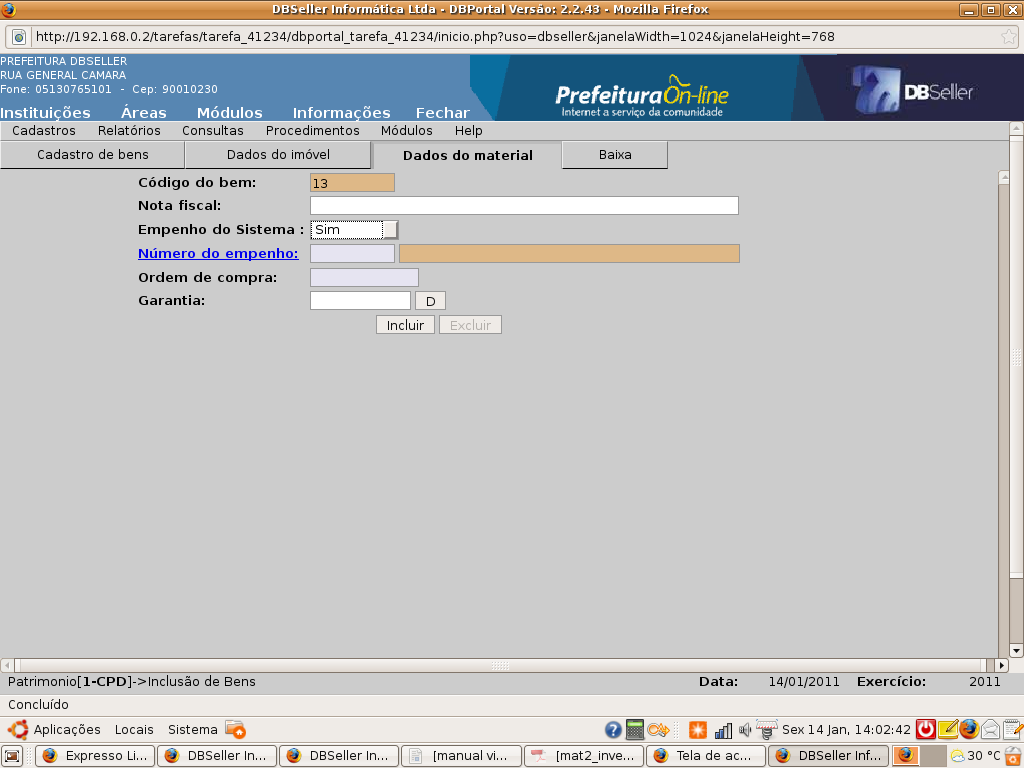 DBSeller Informática Ltda - DBPortal Versão: 2.2.43 - Mozilla Firefox
http://192.168.0.2/tarefas/tarefa_41234/dbportal_tarefa_41234/inicio.php?uso=dbseller&janelaWidth=1024&janelaHeight=768
PREFEITURA DBSELLER
RUA GENERAL CAMARA
Fone: 05130765101 - Cep: 90010230
Prefeitura On-line
Internet a serviço da comunidade
DBSeller
Instituições Áreas Módulos Informações Fechar
Cadastros Relatórios Consultas Procedimentos Módulos Help
Cadastro de bens Dados do imóvel Dados do material Baixa
Código do bem: 13
Nota fiscal:
Empenho do Sistema : Sim
Número do empenho:
Ordem de compra:
Garantia: D
Incluir Excluir
Patrimonio[1-CPD]->Inclusão de Bens Data: 14/01/2011 Exercício: 2011
Concluído
Aplicações Locais Sistema Sex 14 Jan, 14:02:42
Expresso Li... DBSeller In... DBSeller In... [manual vi... [mat2_inve... Tela de ac... DBSeller Inf... 30 °C